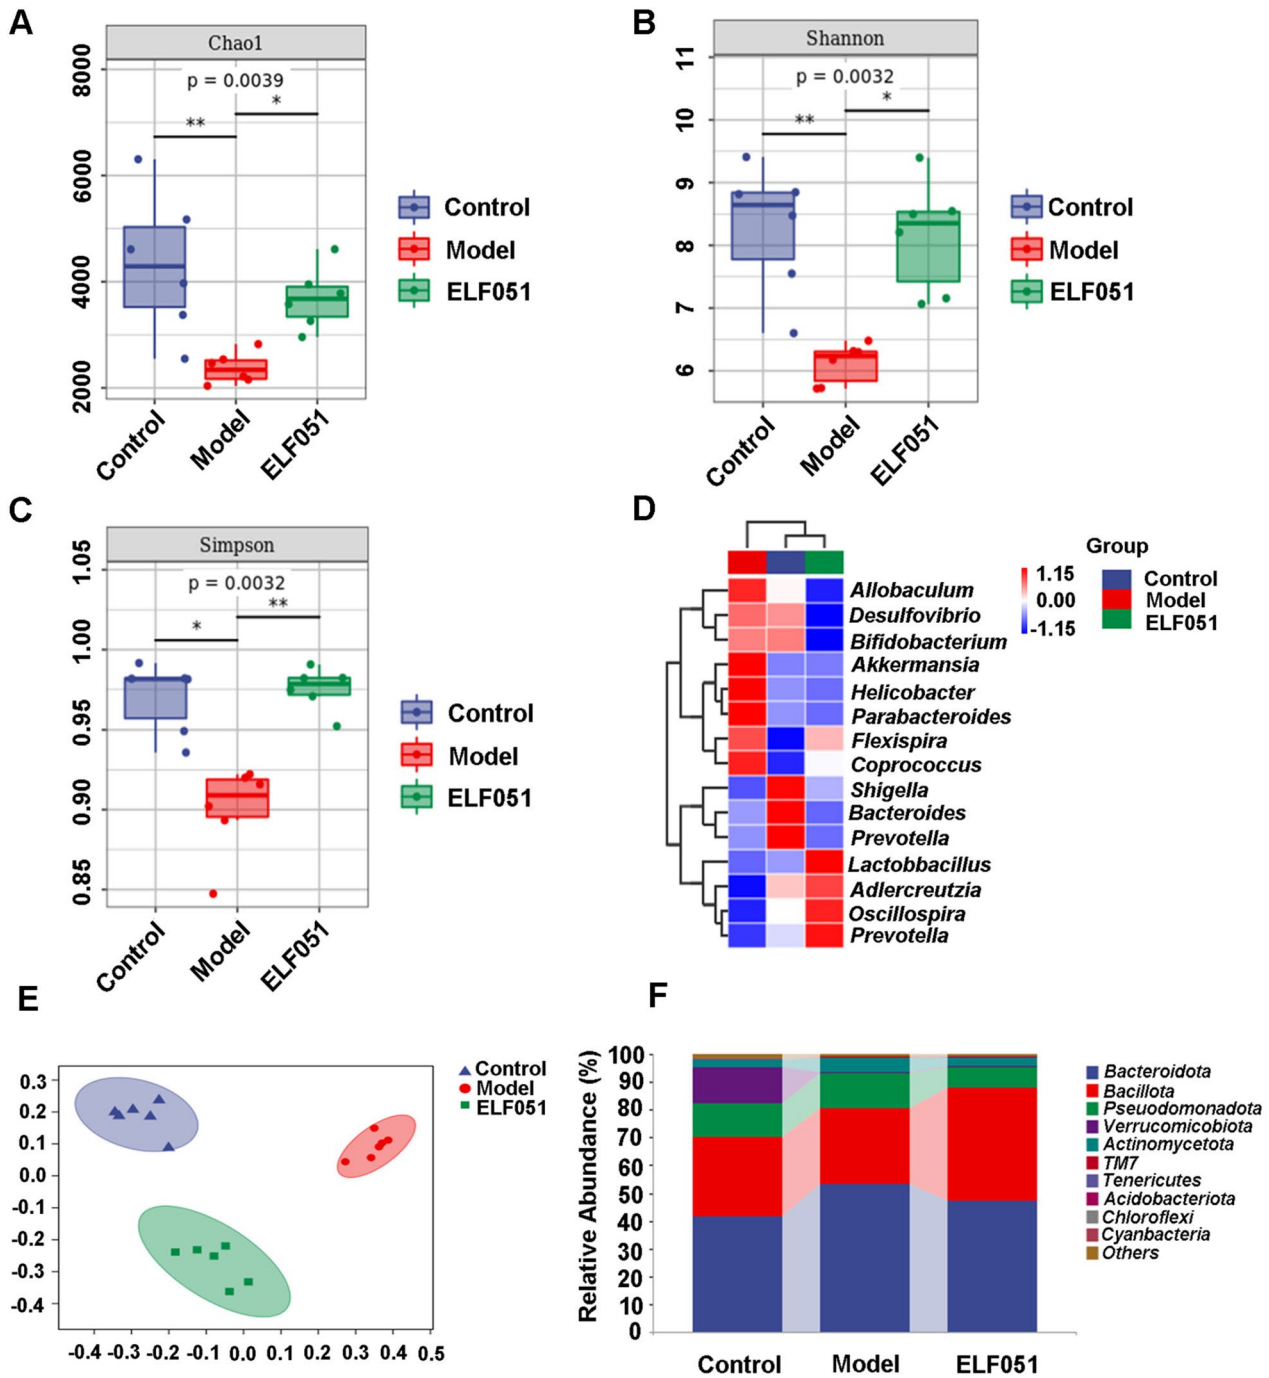 A
Chao1
p = 0.0039
**
*
8000
6000
4000
2000
Control
Model
ELF051
Control
Model
ELF051
B
Shannon
p = 0.0032
**
*
11
10
9
8
7
6
Control
Model
ELF051
Control
Model
ELF051
C
Simpson
p = 0.0032
*
**
1.05
1.00
0.95
0.90
0.85
Control
Model
ELF051
Control
Model
ELF051
D
Allobaculum
Desulfovibrio
Bifidobacterium
Akkermansia
Helicobacter
Parabacteroides
Flexispira
Coprococcus
Shigella
Bacteroides
Prevotella
Lactobbacillus
Adlercreutzia
Oscillospira
Prevotella
1.15
0.00
-1.15
Group
Control
Model
ELF051
E
0.3
0.2
0.1
0.0
-0.1
-0.2
-0.3
-0.4
-0.4 -0.3 -0.2 -0.1 0.0 0.1 0.2 0.3 0.4 0.5
Control
Model
ELF051
F
Relative Abundance (%)
100
90
80
70
60
50
40
30
20
10
0
Control Model ELF051
Bacteroidota
Bacillota
Pseudomonadota
Verrucomicobiota
Actinomycetota
TM7
Tenericutes
Acidobacteriota
Chloroflexi
Cyanbacteria
Others